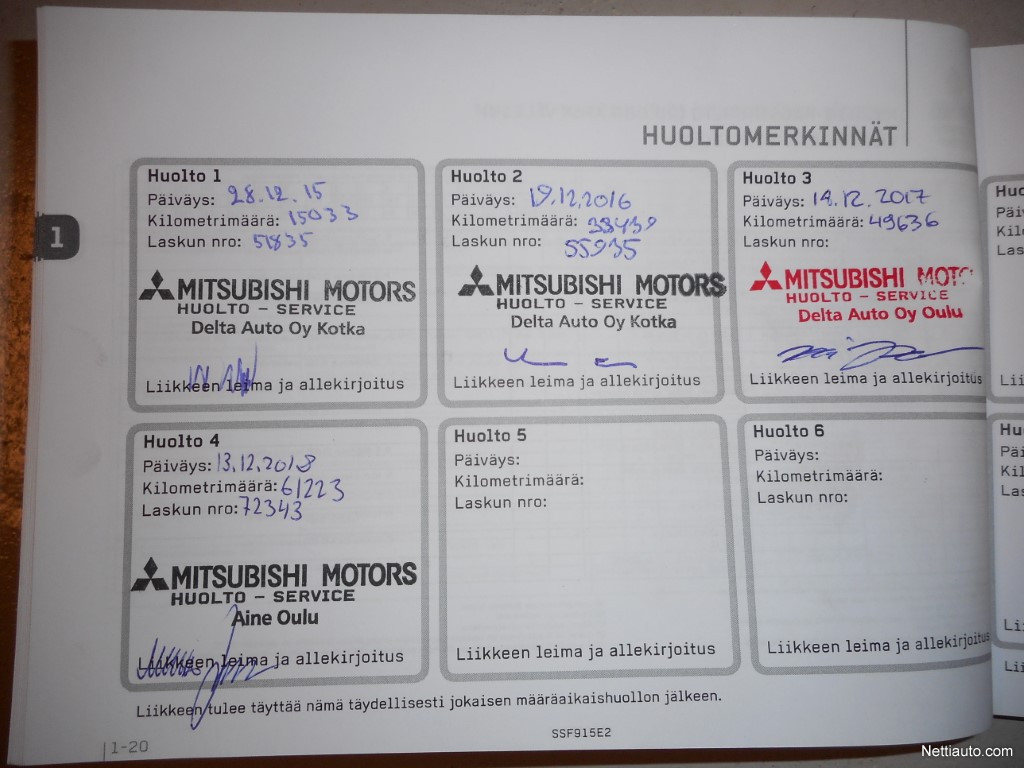 HUOLTOMERKINNÄT
1
Huolto 1
Päiväys: 28.12.15
Kilometrimäärä: 15033
Laskun nro: 51835
MITSUBISHI MOTORS
HUOLTO - SERVICE
Delta Auto Oy Kotka
Liikkeen leima ja allekirjoitus
Huolto 2
Päiväys: 19.12.2016
Kilometrimäärä:
Laskun nro: 55935
MITSUBISHI MOTORS
HUOLTO - SERVICE
Delta Auto Oy Kotka
Liikkeen leima ja allekirjoitus
Huolto 3
Päiväys: 14.12.2017
Kilometrimäärä: 49636
Laskun nro:
MITSUBISHI MOTO
HUOLTO - SERVICE
Delta Auto Oy Oulu
Liikkeen leima ja allekirjoitus
Huolto 4
Päiväys: 13.12.2018
Kilometrimäärä: 61223
Laskun nro: 72343
MITSUBISHI MOTORS
HUOLTO - SERVICE
Aine Oulu
Liikkeen leima ja allekirjoitus
Huolto 5
Päiväys:
Kilometrimäärä:
Laskun nro:
Liikkeen leima ja allekirjoitus
Huolto 6
Päiväys:
Kilometrimäärä:
Laskun nro:
Liikkeen leima ja allekirjoitus
Liikkeen tulee täyttää nämä täydellisesti jokaisen määräaikaishuollon jälkeen.
SSF915E2
1-20
Nettiauto.com